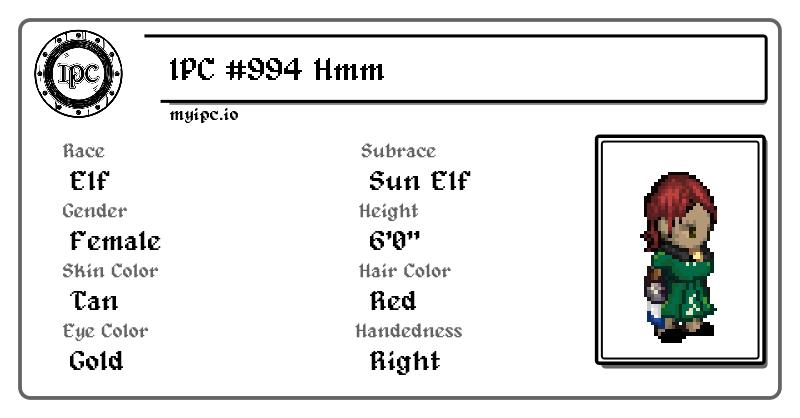 IPC
IPC #994 Hmm
myipc.io
Race
Elf
Subrace
Sun Elf
Gender
Female
Height
6'0"
Skin Color
Tan
Hair Color
Red
Eye Color
Gold
Handedness
Right